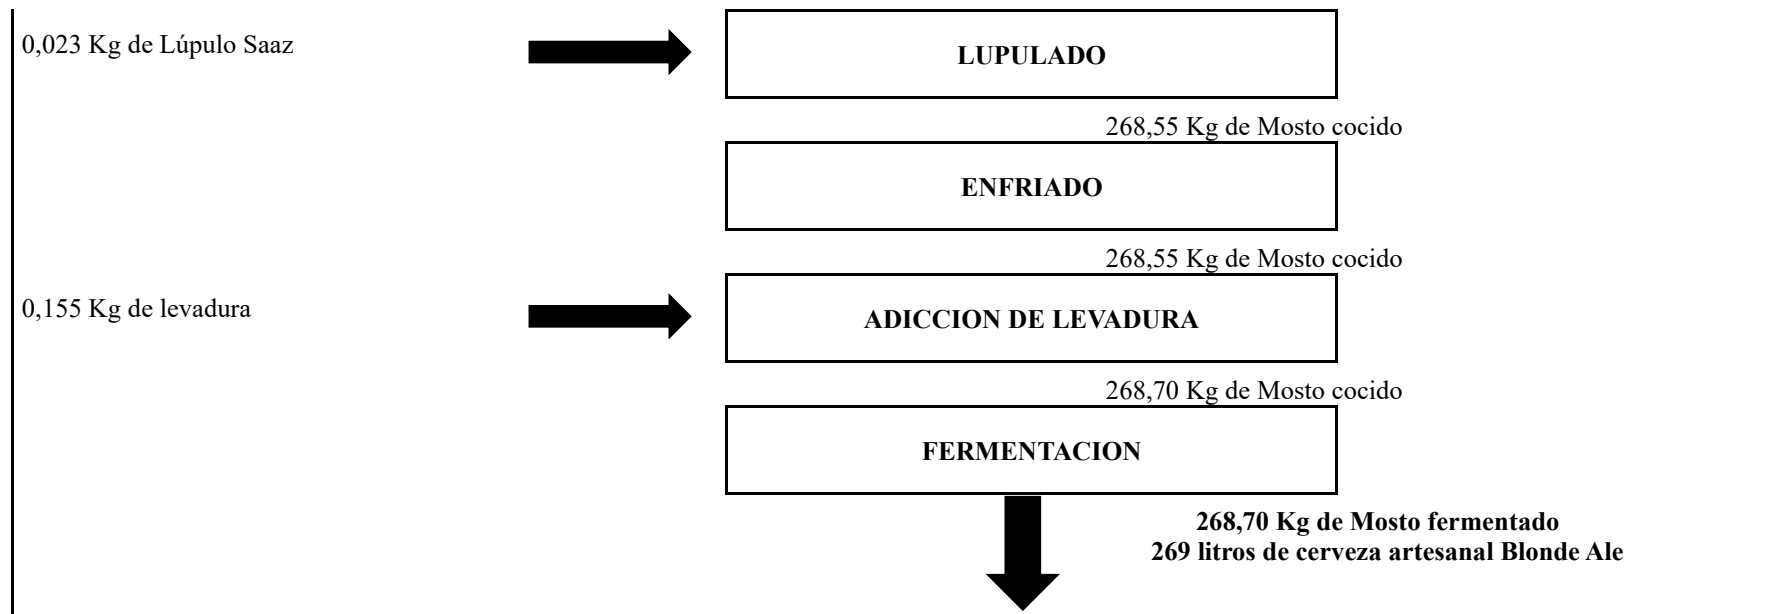 0,023 Kg de Lúpulo Saaz
LUPULADO
268,55 Kg de Mosto cocido
ENFRIADO
268,55 Kg de Mosto cocido
0,155 Kg de levadura
ADICCION DE LEVADURA
268,70 Kg de Mosto cocido
FERMENTACION
268,70 Kg de Mosto fermentado
269 litros de cerveza artesanal Blonde Ale